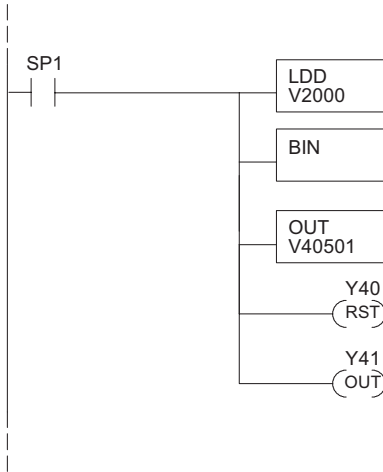 SP1
LDD
V2000
BIN
OUT
V40501
Y40
RST
Y41
OUT